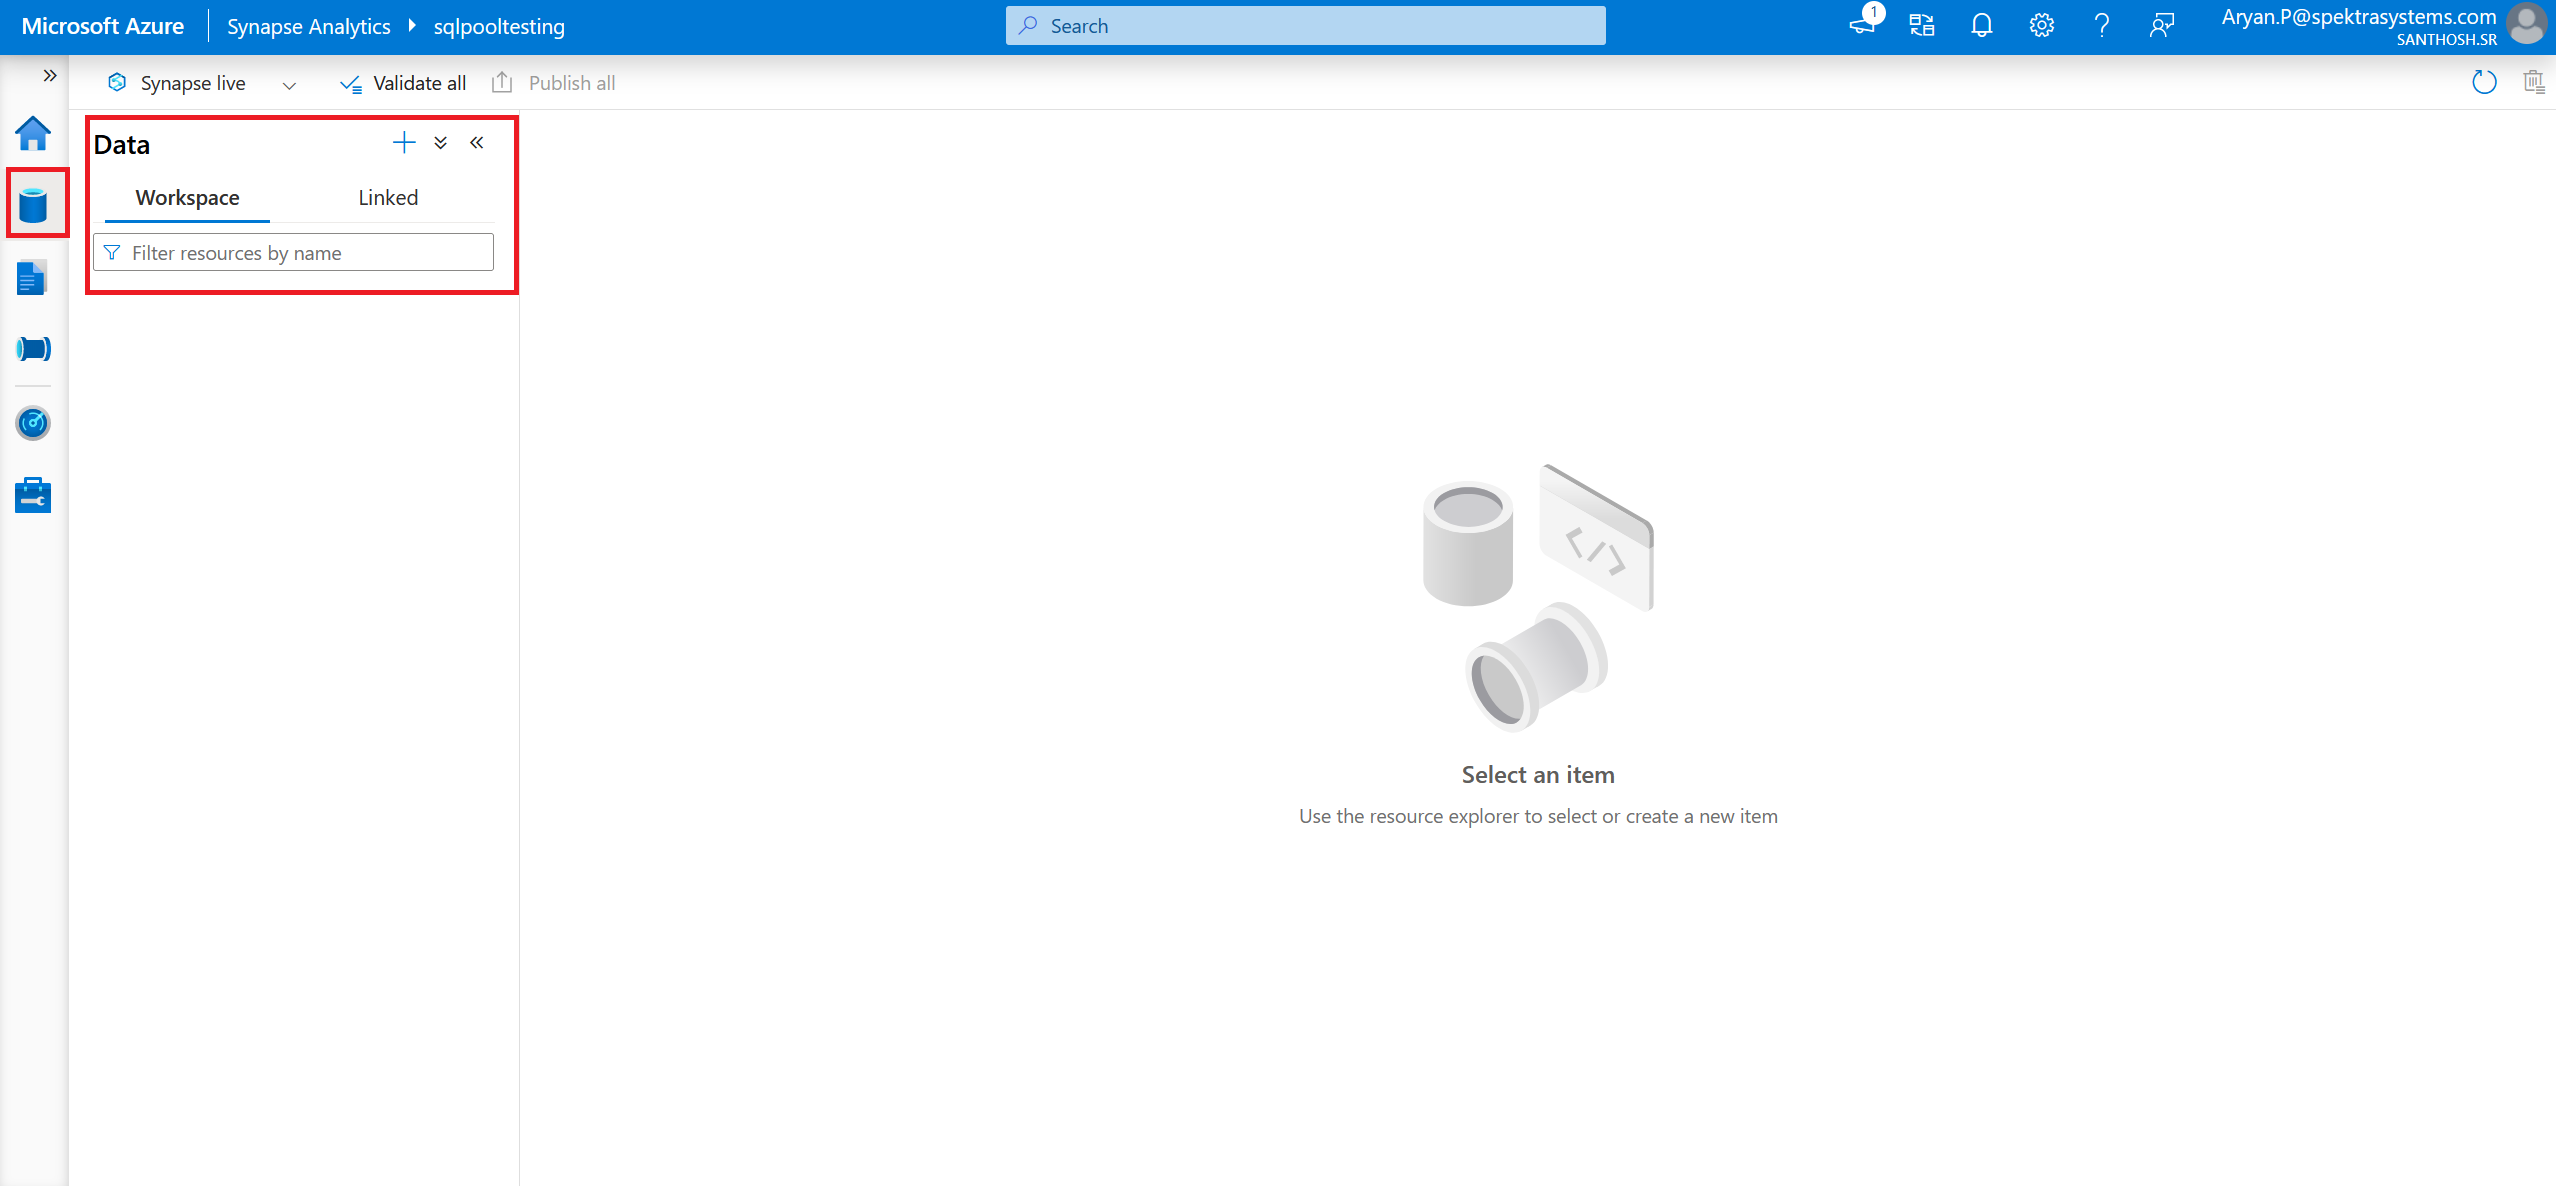 Microsoft Azure
Synapse Analytics
sqlpooltesting
Search
1
Aryan.P@spektrasystems.com
SANTHOSH.SR
Synapse live
Validate all
Publish all
Data
Workspace
Linked
Filter resources by name
</>
Select an item
Use the resource explorer to select or create a new item